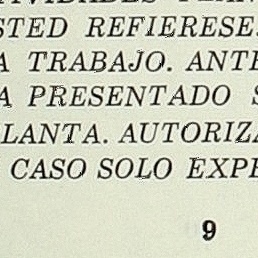 STED REFIERESE
A TRABAJO. ANTE
A PRESENTADO
LANTA. AUTORIZA
CASO SOLO EXPE
9